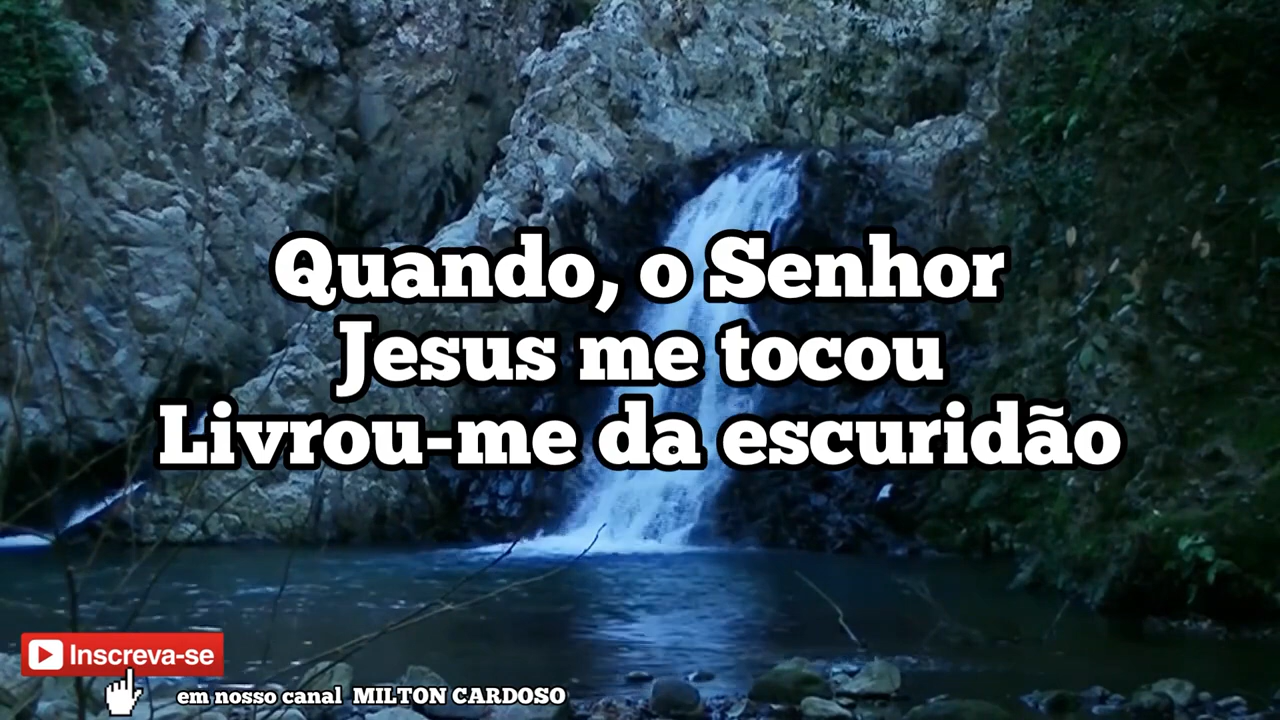 Quando, o Senhor
Jesus me tocou
Livrou-me da escuridão
Inscreva-se
em nosso canal MILTON CARDOSO